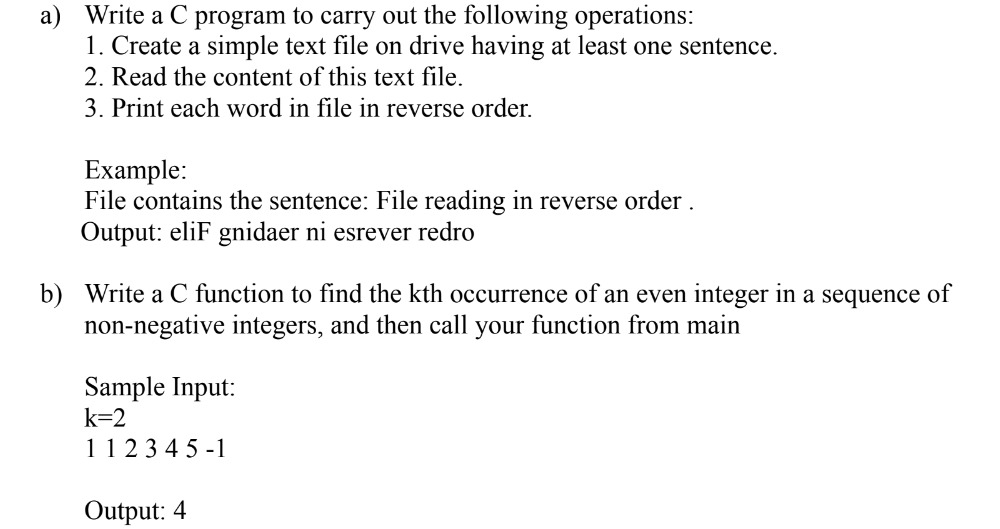 a) Write a C program to carry out the following operations:
1. Create a simple text file on drive having at least one sentence.
2. Read the content of this text file.
3. Print each word in file in reverse order.
Example:
File contains the sentence: File reading in reverse order .
Output: eliF gnidaer ni esrever redro
b) Write a C function to find the kth occurrence of an even integer in a sequence of
non-negative integers, and then call your function from main
Sample Input:
k=2
1 1 2 3 4 5 -1
Output: 4